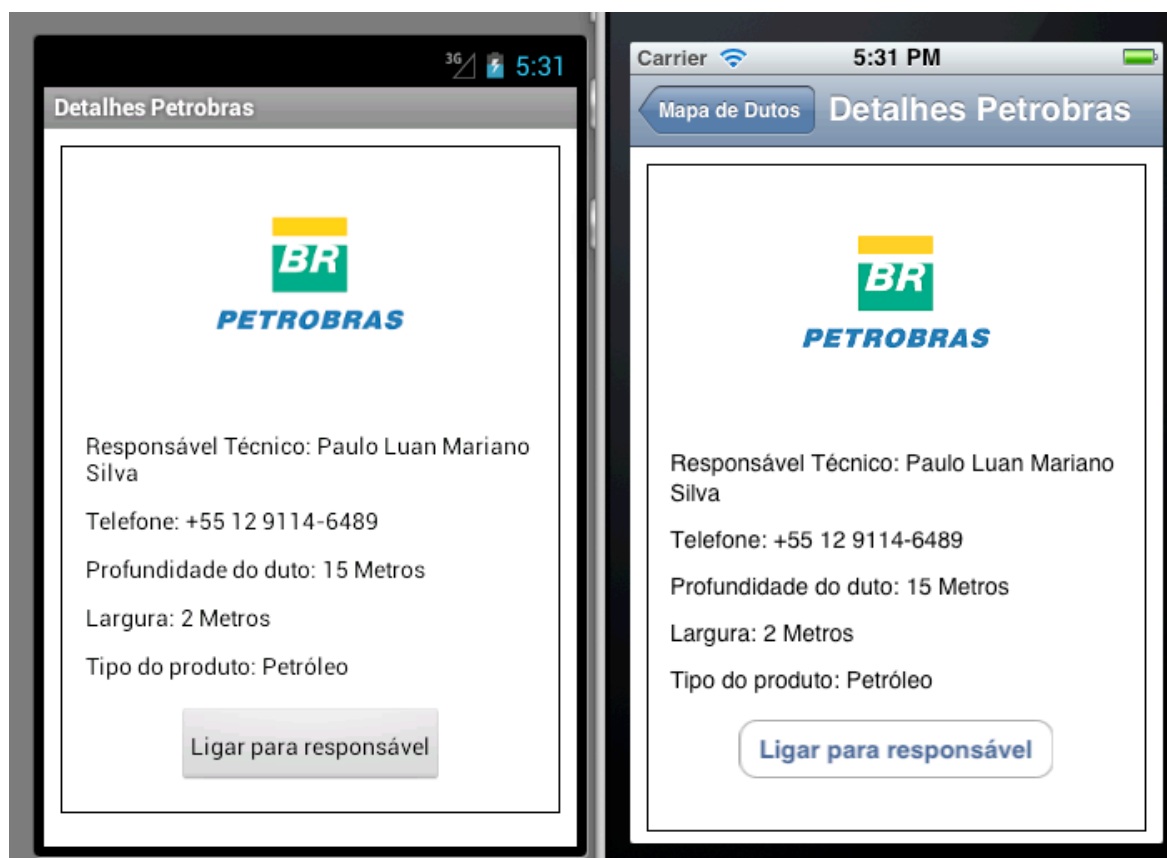 3G 5:31
Detalhes Petrobras
BR
PETROBRAS
Responsável Técnico: Paulo Luan Mariano
Silva
Telefone: +55 12 9114-6489
Profundidade do duto: 15 Metros
Largura: 2 Metros
Tipo do produto: Petróleo
Ligar para responsável
Carrier 5:31 PM
Mapa de Dutos Detalhes Petrobras
BR
PETROBRAS
Responsável Técnico: Paulo Luan Mariano
Silva
Telefone: +55 12 9114-6489
Profundidade do duto: 15 Metros
Largura: 2 Metros
Tipo do produto: Petróleo
Ligar para responsável